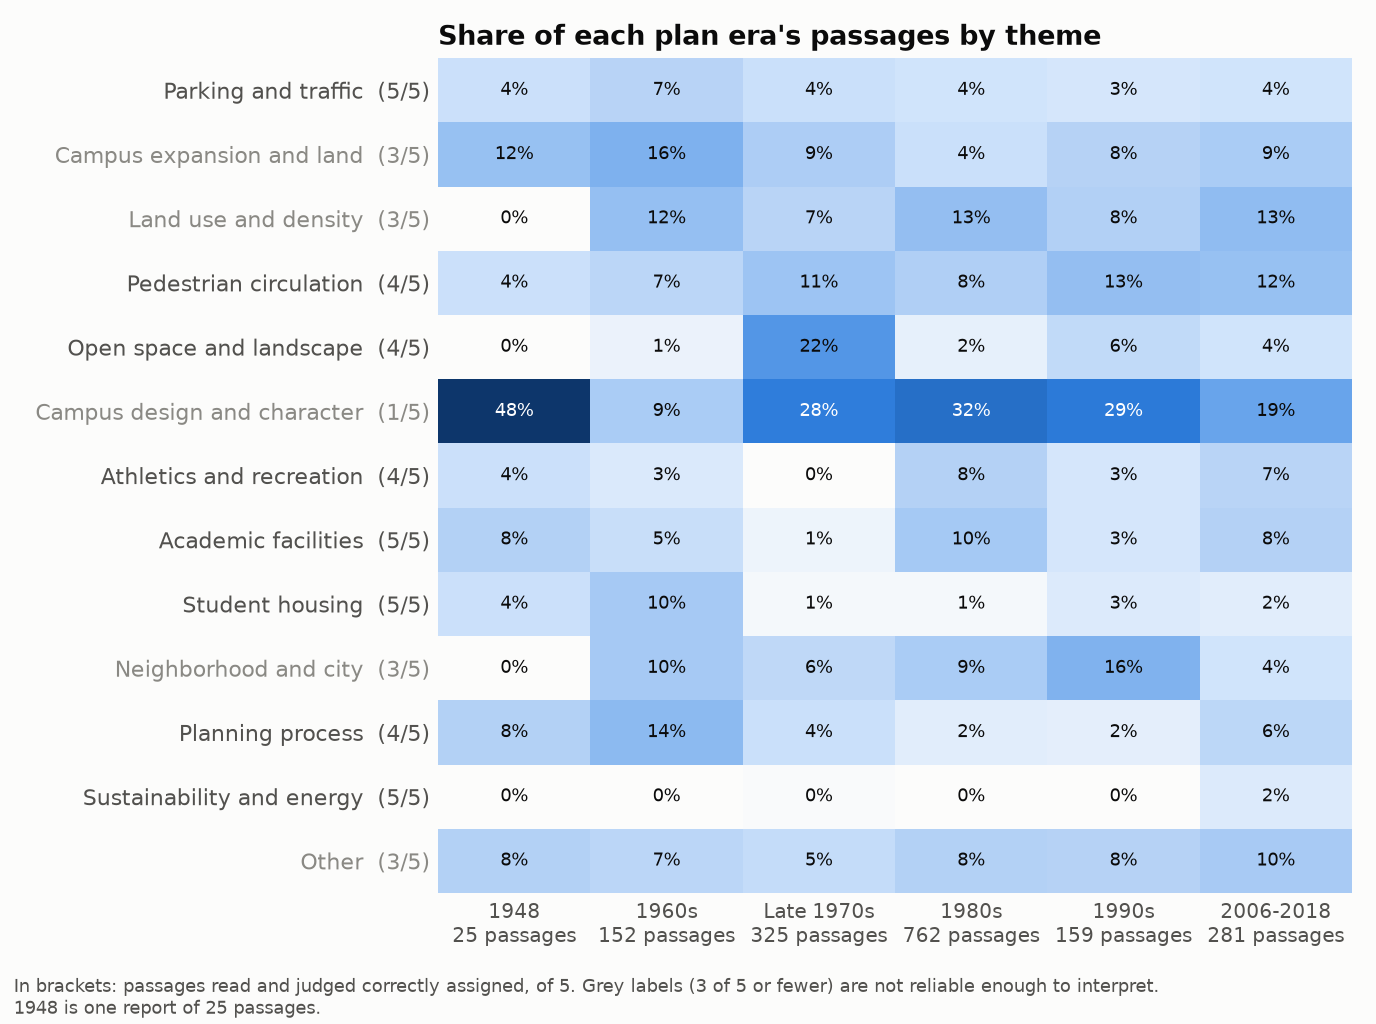 Share of each plan era's passages by theme
Parking and traffic (5/5) 4% 7% 4% 4% 3% 4%
Campus expansion and land (3/5) 12% 16% 9% 4% 8% 9%
Land use and density (3/5) 0% 12% 7% 13% 8% 13%
Pedestrian circulation (4/5) 4% 7% 11% 8% 13% 12%
Open space and landscape (4/5) 0% 1% 22% 2% 6% 4%
Campus design and character (1/5) 48% 9% 28% 32% 29% 19%
Athletics and recreation (4/5) 4% 3% 0% 8% 3% 7%
Academic facilities (5/5) 8% 5% 1% 10% 3% 8%
Student housing (5/5) 4% 10% 1% 1% 3% 2%
Neighborhood and city (3/5) 0% 10% 6% 9% 16% 4%
Planning process (4/5) 8% 14% 4% 2% 2% 6%
Sustainability and energy (5/5) 0% 0% 0% 0% 0% 2%
Other (3/5) 8% 7% 5% 8% 8% 10%
1948 1960s Late 1970s 1980s 1990s 2006-2018
25 passages 152 passages 325 passages 762 passages 159 passages 281 passages
In brackets: passages read and judged correctly assigned, of 5. Grey labels (3 of 5 or fewer) are not reliable enough to interpret.
1948 is one report of 25 passages.